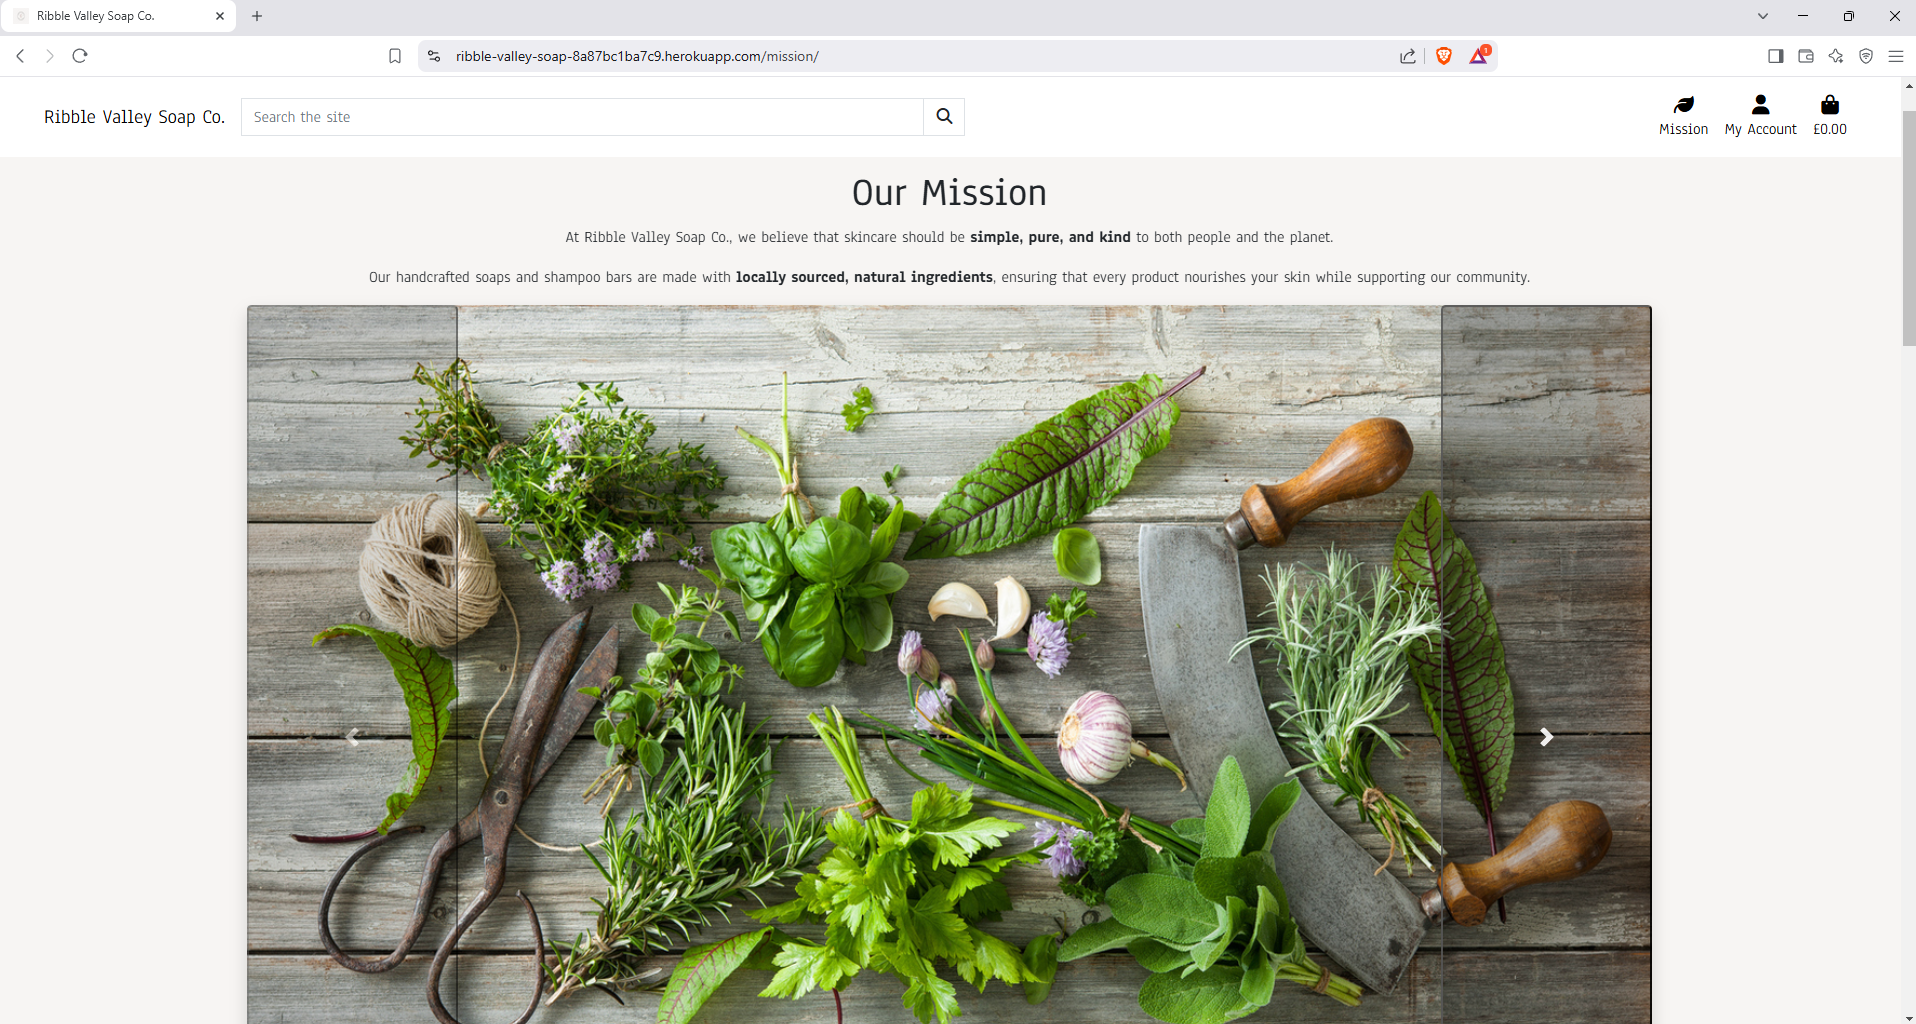 Ribble Valley Soap Co.
ribble-valley-soap-8a87bc1ba7c9.herokuapp.com/mission/
1
Ribble Valley Soap Co.
Search the site
Mission
My Account
£0.00
Our Mission
At Ribble Valley Soap Co., we believe that skincare should be simple, pure, and kind to both people and the planet.
Our handcrafted soaps and shampoo bars are made with locally sourced, natural ingredients, ensuring that every product nourishes your skin while supporting our community.